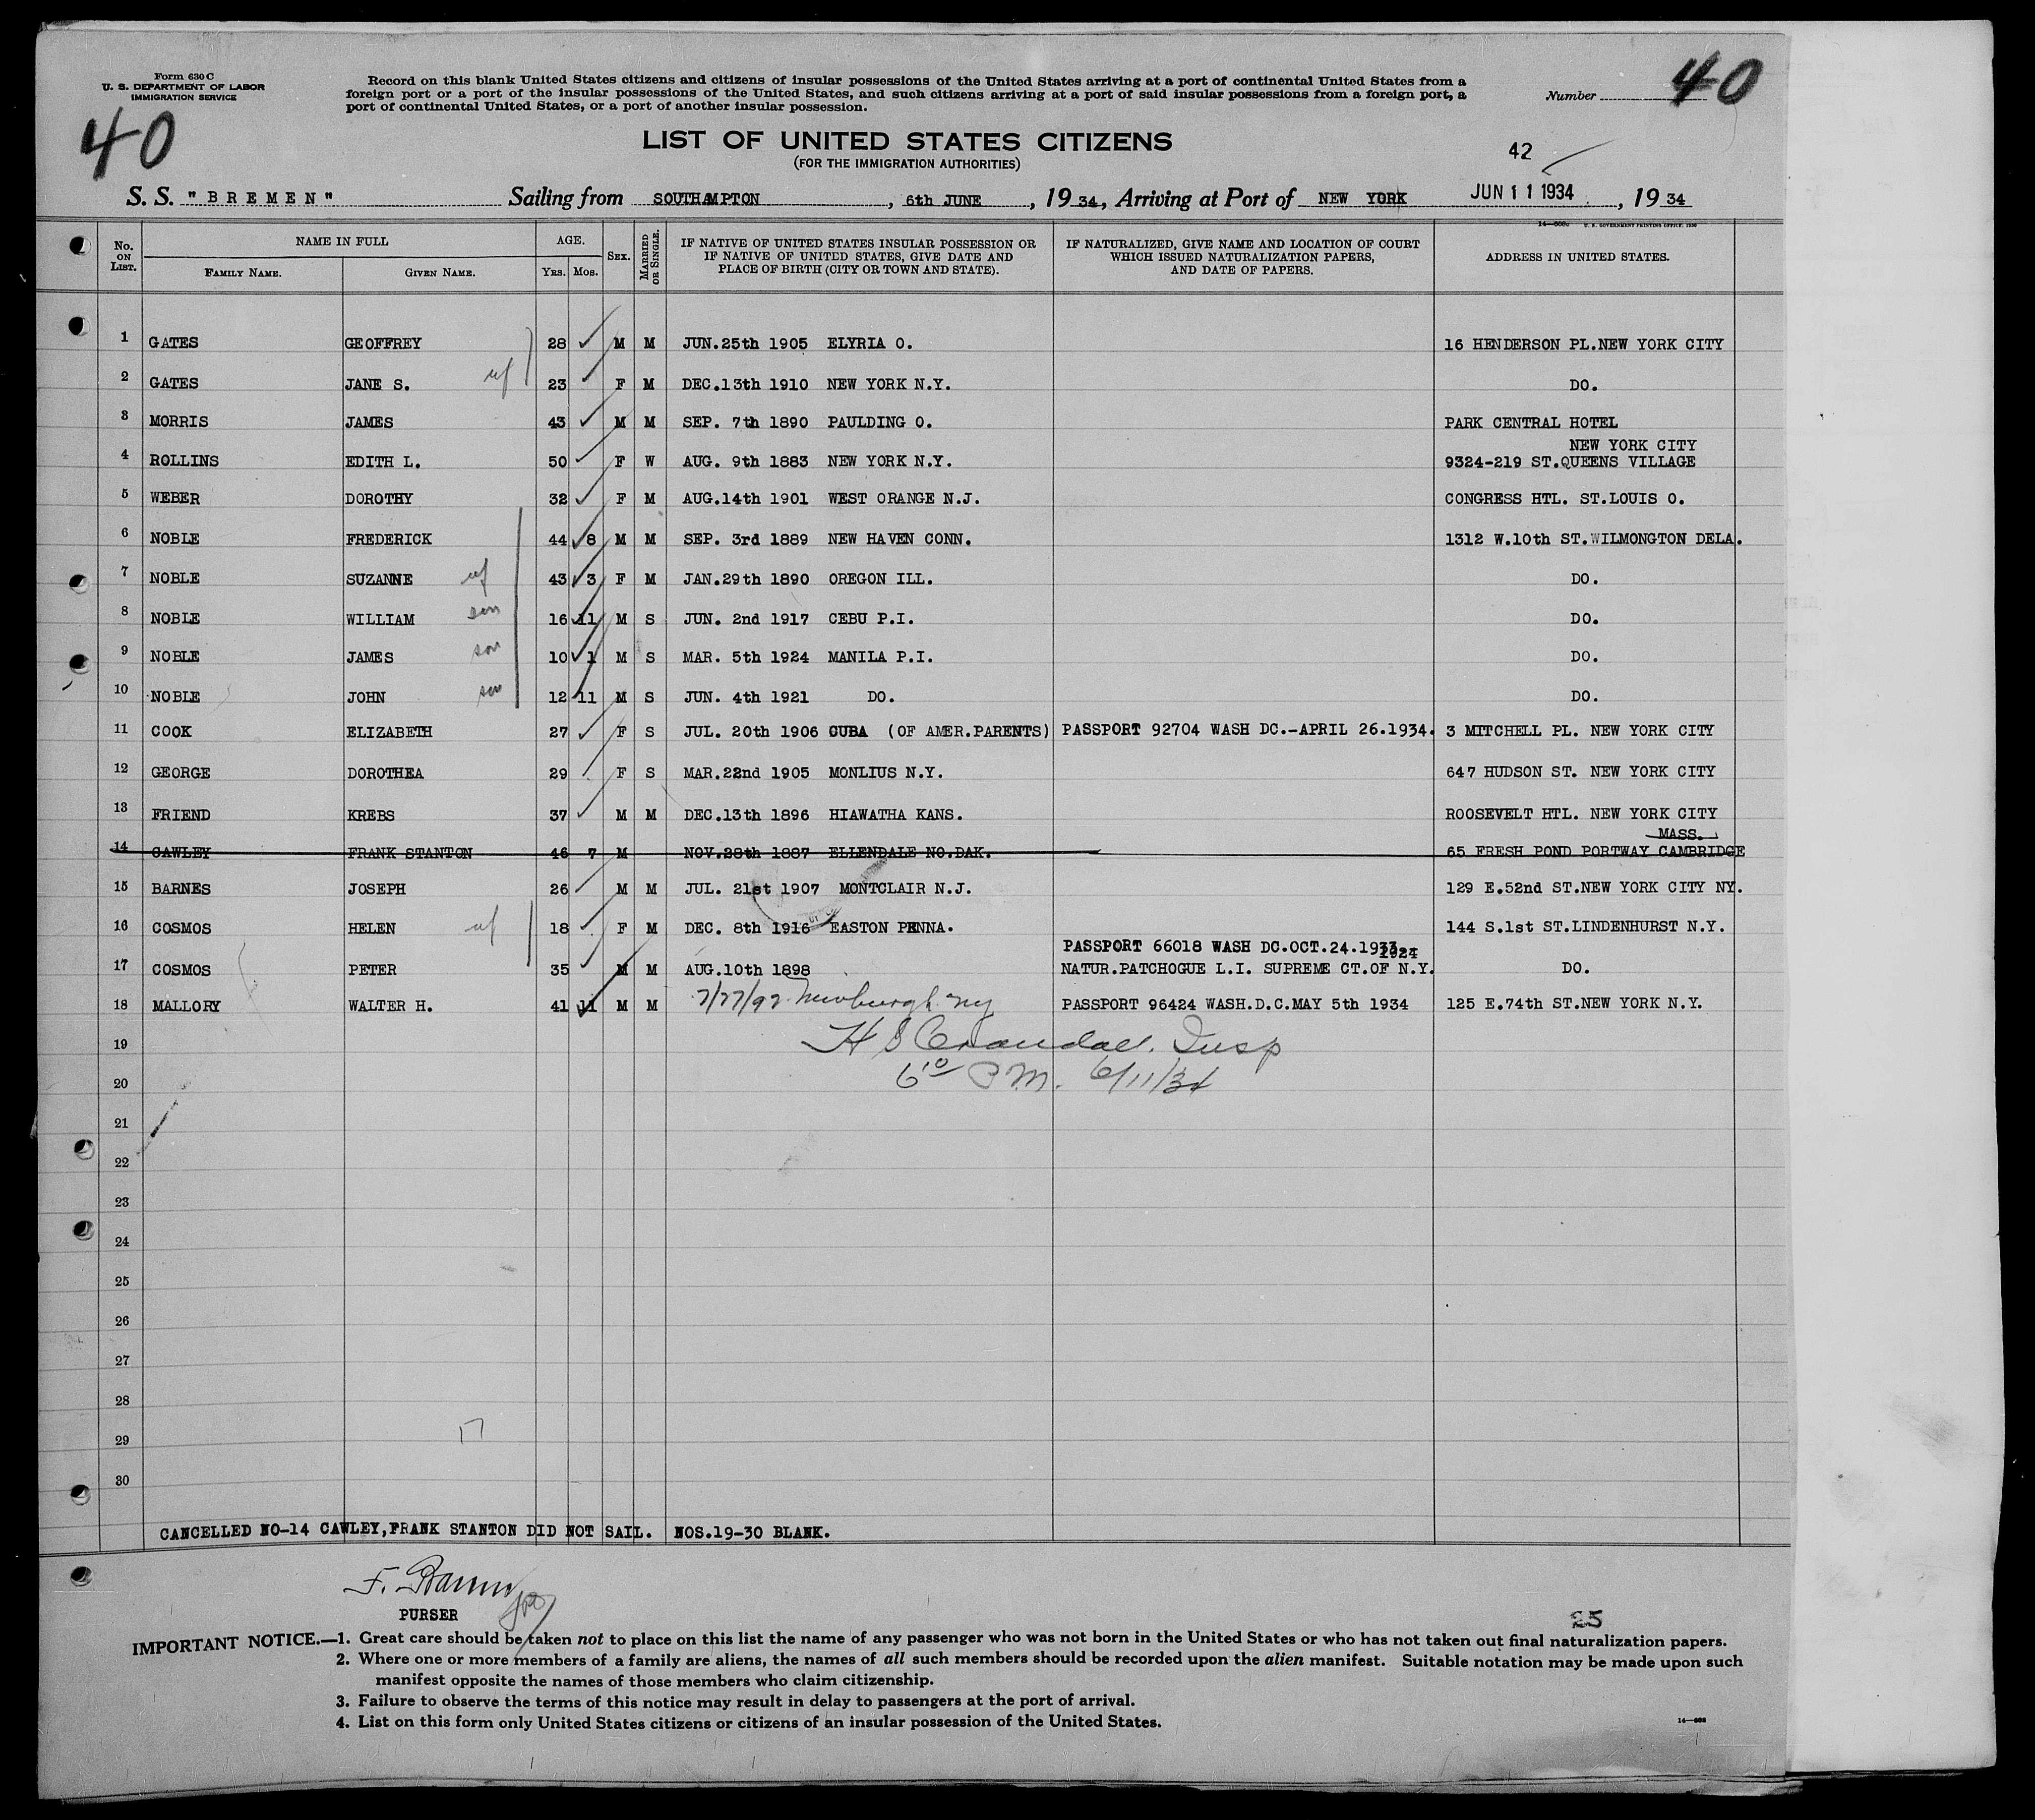 Form 630 C
U. S. DEPARTMENT OF LABOR
IMMIGRATION SERVICE
40
Record on this blank United States citizens and citizens of insular possessions of the United States arriving at a port of continental United States from a
foreign port or a port of the insular possessions of the United States, and such citizens arriving at a port of said insular possessions from a foreign port, a
port of continental United States, or a port of another insular possession.
Number 40
LIST OF UNITED STATES CITIZENS
(FOR THE IMMIGRATION AUTHORITIES)
42
S. S. "BREMEN" Sailing from SOUTHAMPTON, 6th JUNE, 19 34, Arriving at Port of NEW YORK JUN 11 1934, 19 34
14—630c U. S. GOVERNMENT PRINTING OFFICE: 1930
No. ON LIST. NAME IN FULL FAMILY NAME. GIVEN NAME. AGE. YRS. MOS. SEX. MARRIED OR SINGLE. IF NATIVE OF UNITED STATES INSULAR POSSESSION OR IF NATIVE OF UNITED STATES, GIVE DATE AND PLACE OF BIRTH (CITY OR TOWN AND STATE). IF NATURALIZED, GIVE NAME AND LOCATION OF COURT WHICH ISSUED NATURALIZATION PAPERS, AND DATE OF PAPERS. ADDRESS IN UNITED STATES.
1 GATES GEOFFREY 28 M M JUN.25th 1905 ELYRIA O. 16 HENDERSON PL.NEW YORK CITY
2 GATES JANE S. wf 23 F M DEC.13th 1910 NEW YORK N.Y. DO.
3 MORRIS JAMES 43 M M SEP. 7th 1890 PAULDING O. PARK CENTRAL HOTEL
NEW YORK CITY
4 ROLLINS EDITH L. 50 F W AUG. 9th 1883 NEW YORK N.Y. 9324-219 ST.QUEENS VILLAGE
5 WEBER DOROTHY 32 F M AUG.14th 1901 WEST ORANGE N.J. CONGRESS HTL. ST.LOUIS O.
6 NOBLE FREDERICK 44 8 M M SEP. 3rd 1889 NEW HAVEN CONN. 1312 W.10th ST.WILMONGTON DELA.
7 NOBLE SUZANNE wf 43 3 F M JAN.29th 1890 OREGON ILL. DO.
8 NOBLE WILLIAM son 16 11 M S JUN. 2nd 1917 CEBU P.I. DO.
9 NOBLE JAMES son 10 1 M S MAR. 5th 1924 MANILA P.I. DO.
10 NOBLE JOHN son 12 11 M S JUN. 4th 1921 DO. DO.
11 COOK ELIZABETH 27 F S JUL. 20th 1906 CUBA (OF AMER.PARENTS) PASSPORT 92704 WASH DC.-APRIL 26.1934. 3 MITCHELL PL. NEW YORK CITY
12 GEORGE DOROTHEA 29 F S MAR.22nd 1905 MONLIUS N.Y. 647 HUDSON ST. NEW YORK CITY
13 FRIEND KREBS 37 M M DEC.13th 1896 HIAWATHA KANS. ROOSEVELT HTL. NEW YORK CITY
MASS.
14 CAWLEY FRANK STANTON 46 7 M NOV.28th 1887 ELLENDALE NO.DAK. 65 FRESH POND PORTWAY CAMBRIDGE
15 BARNES JOSEPH 26 M M JUL. 21st 1907 MONTCLAIR N.J. 129 E.52nd ST.NEW YORK CITY NY.
16 COSMOS HELEN wf 18 F M DEC. 8th 1916 EASTON PENNA. 144 S.1st ST.LINDENHURST N.Y.
PASSPORT 66018 WASH DC.OCT.24.1933
1924
17 COSMOS PETER 35 M M AUG.10th 1898 NATUR.PATCHOGUE L.I. SUPREME CT.OF N.Y. DO.
18 MALLORY WALTER H. 41 11 M M 7/27/92 Newburgh NY PASSPORT 96424 WASH.D.C.MAY 5th 1934 125 E.74th ST.NEW YORK N.Y.
19 H S Crandall. Insp
20 6 10 P.M. 6/11/34
21
22
23
24
25
26
27
28
29
17
30
CANCELLED NO-14 CAWLEY,FRANK STANTON DID NOT SAIL. NOS.19-30 BLANK.
PURSER
25
IMPORTANT NOTICE.—1. Great care should be taken not to place on this list the name of any passenger who was not born in the United States or who has not taken out final naturalization papers.
2. Where one or more members of a family are aliens, the names of all such members should be recorded upon the alien manifest. Suitable notation may be made upon such
manifest opposite the names of those members who claim citizenship.
3. Failure to observe the terms of this notice may result in delay to passengers at the port of arrival.
4. List on this form only United States citizens or citizens of an insular possession of the United States.